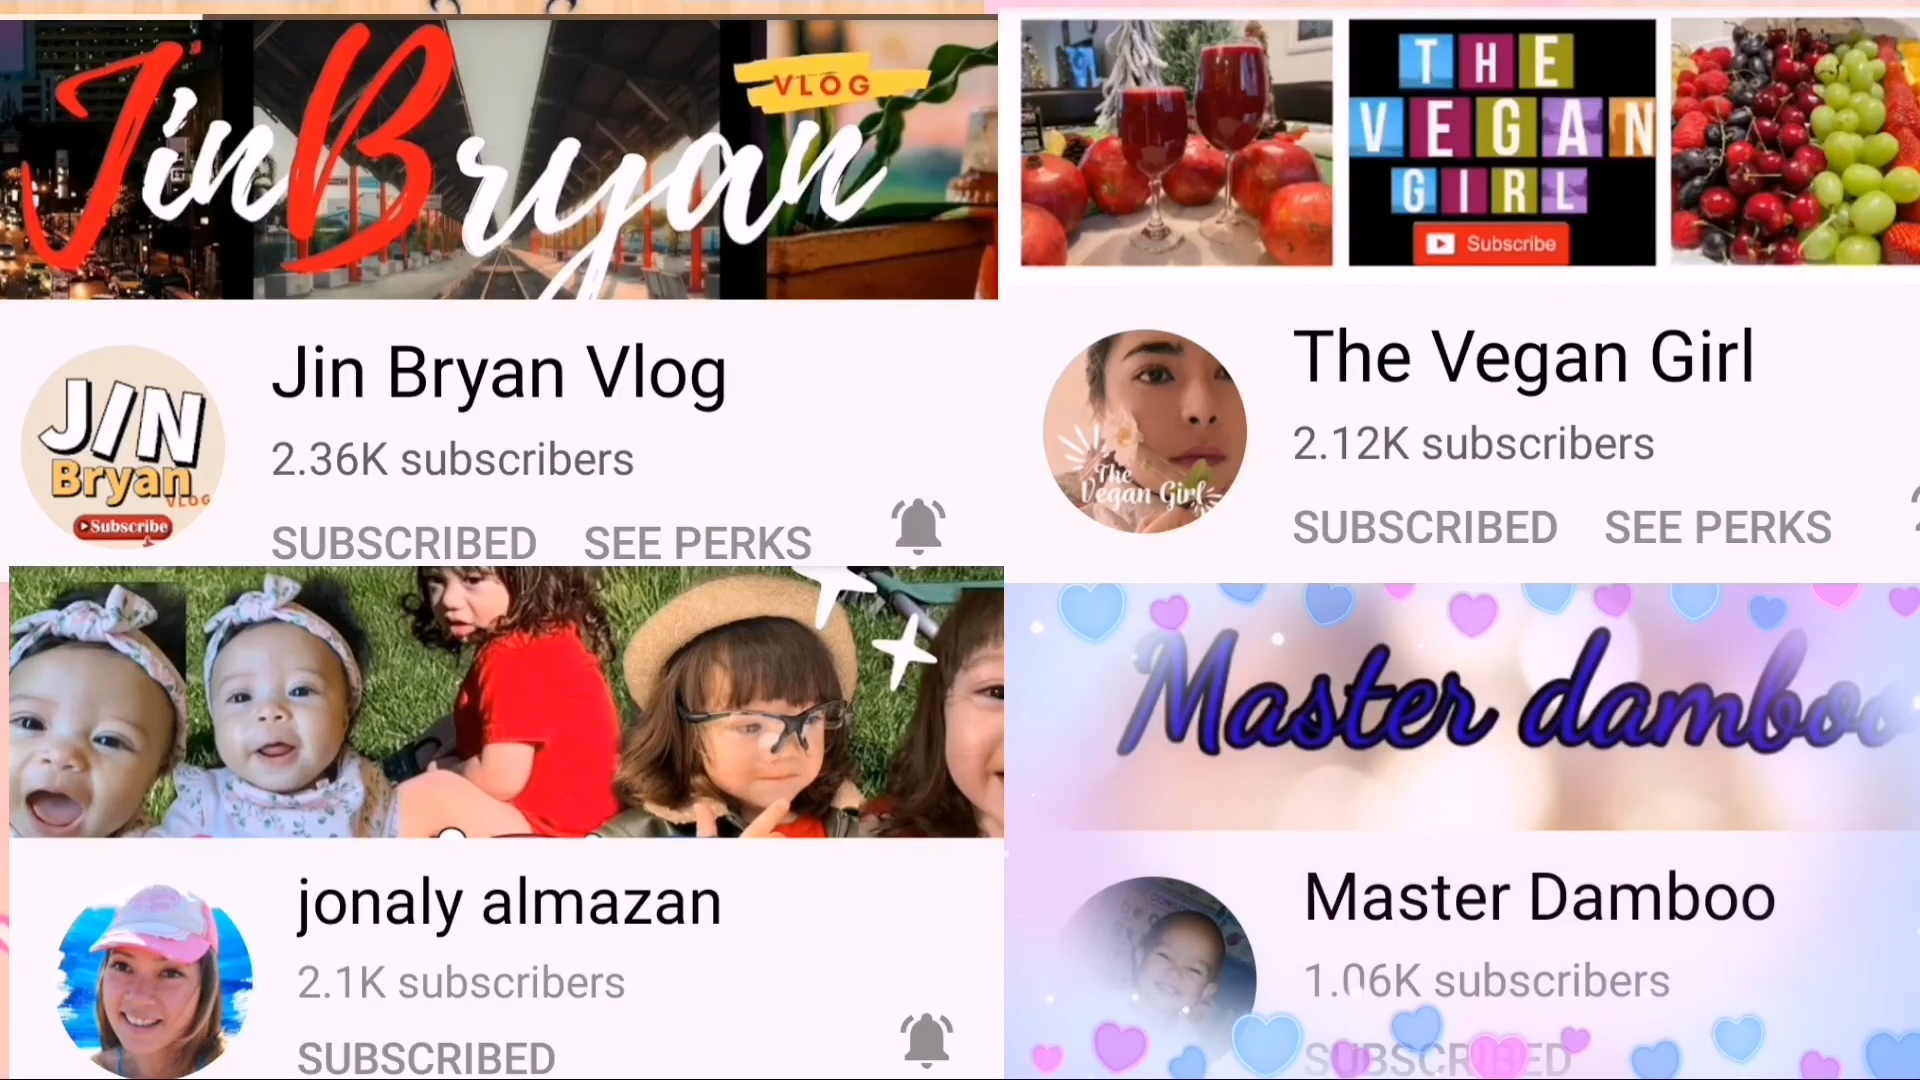 Jin Bryan
VLOG
JIN
Bryan
VLOG
Subscribe
Jin Bryan Vlog
2.36K subscribers
SUBSCRIBED SEE PERKS
THE
VEGAN
GIRL
Subscribe
The
Vegan Girl
The Vegan Girl
2.12K subscribers
SUBSCRIBED SEE PERKS
jonaly almazan
2.1K subscribers
SUBSCRIBED
Master damboo
Master Damboo
1.06K subscribers
SUBSCRIBED